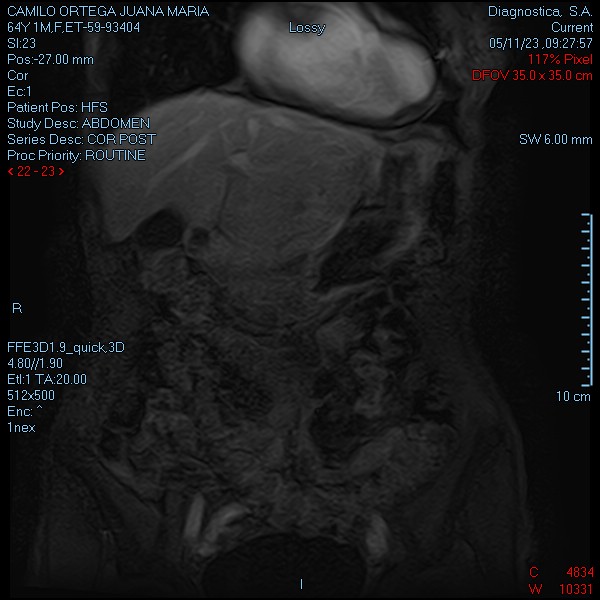 CAMILO ORTEGA JUANA MARIA
64Y 1M,F,ET-59-93404
Sl:23
Pos:-27.00 mm
Cor
Ec:1
Patient Pos: HFS
Study Desc: ABDOMEN
Series Desc: COR POST
Proc Priority: ROUTINE
< 22 - 23 >
Lossy
Diagnostica, S.A.
Current
05/11/23 ,09:27:57
117% Pixel
DFOV 35.0 x 35.0 cm
SW 6.00 mm
R
10 cm
FFE3D1.9_quick,3D
4.80//1.90
Etl:1 TA:20.00
512x500
Enc: ^
1nex
I
C 4834
W 10331